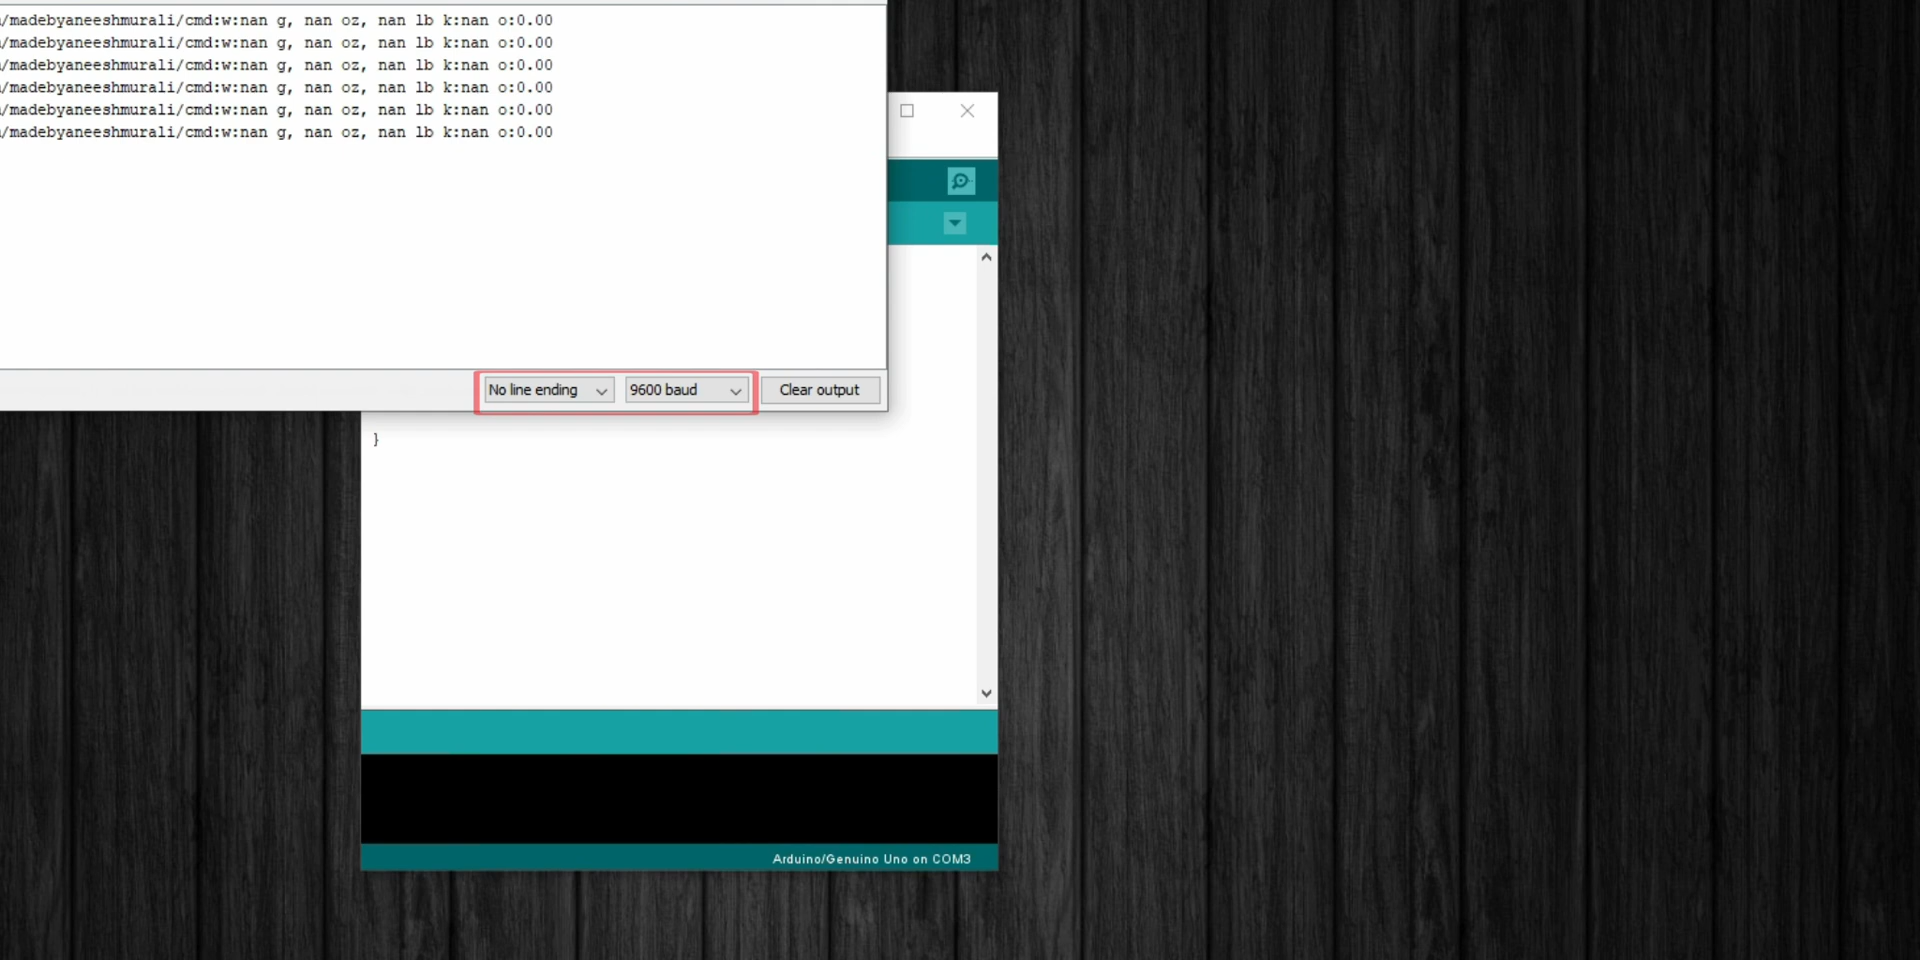 /madebyaneeshmurali/cmd:w:nan g, nan oz, nan lb k:nan o:0.00
/madebyaneeshmurali/cmd:w:nan g, nan oz, nan lb k:nan o:0.00
/madebyaneeshmurali/cmd:w:nan g, nan oz, nan lb k:nan o:0.00
/madebyaneeshmurali/cmd:w:nan g, nan oz, nan lb k:nan o:0.00
/madebyaneeshmurali/cmd:w:nan g, nan oz, nan lb k:nan o:0.00
/madebyaneeshmurali/cmd:w:nan g, nan oz, nan lb k:nan o:0.00
No line ending 9600 baud Clear output
}
Arduino/Genuino Uno on COM3